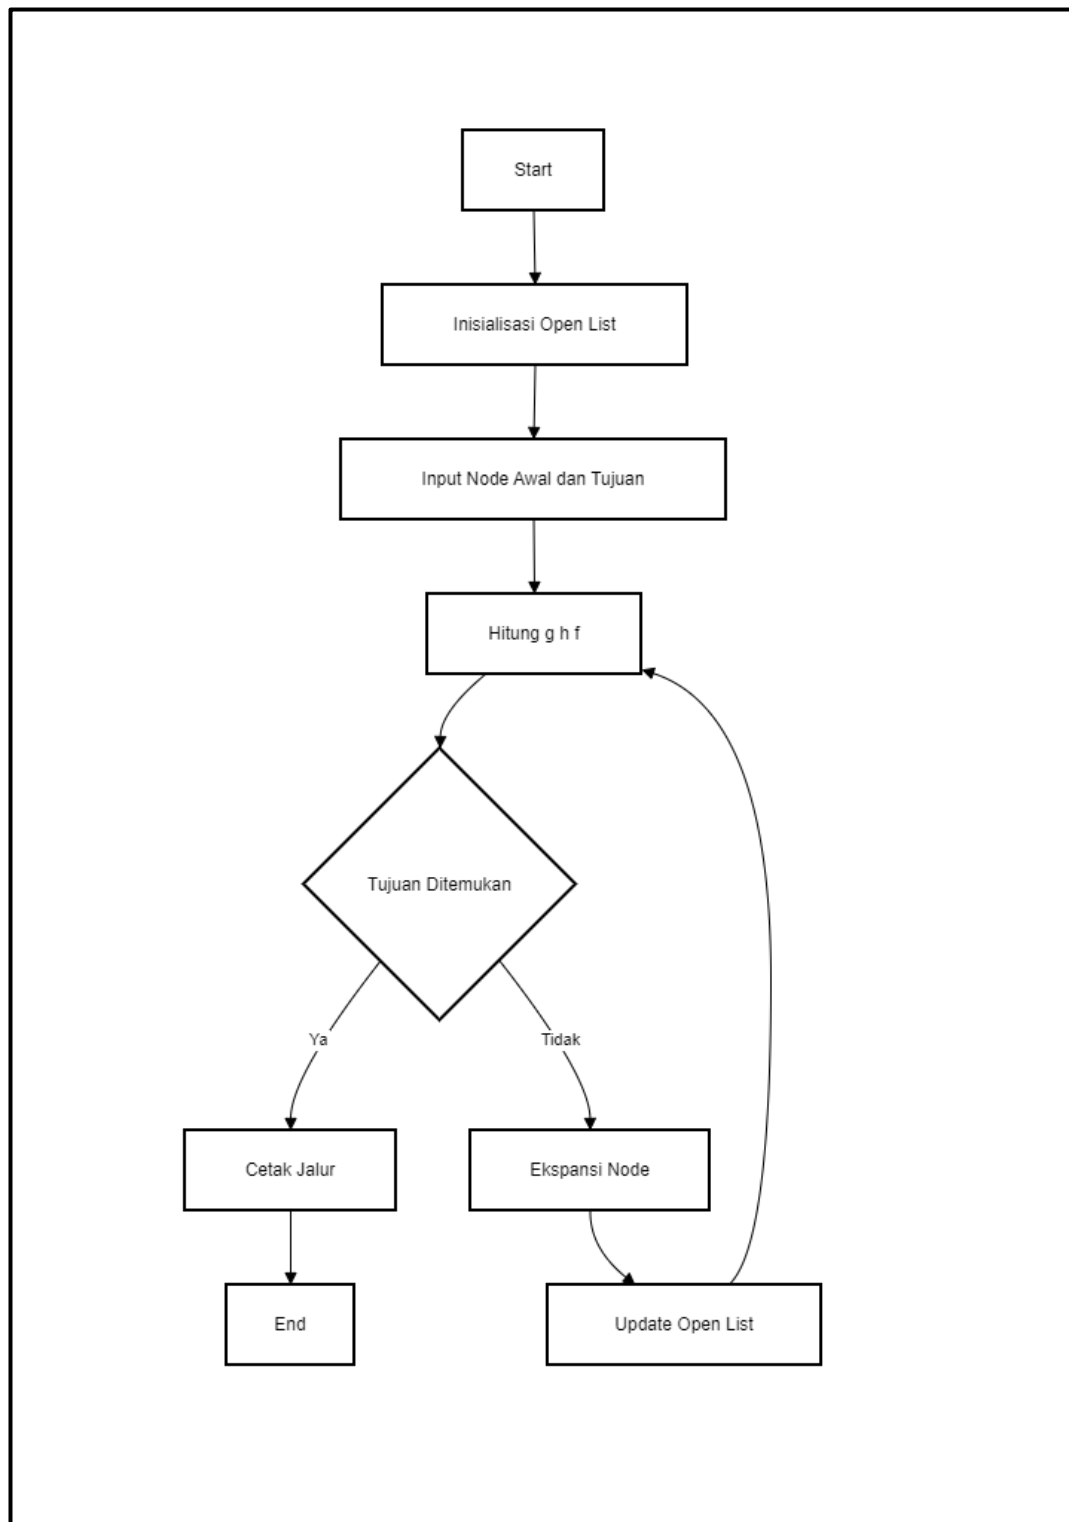 Start
Inisialisasi Open List
Input Node Awal dan Tujuan
Hitung g h f
Tujuan Ditemukan
Ya
Tidak
Cetak Jalur
Ekspansi Node
End
Update Open List